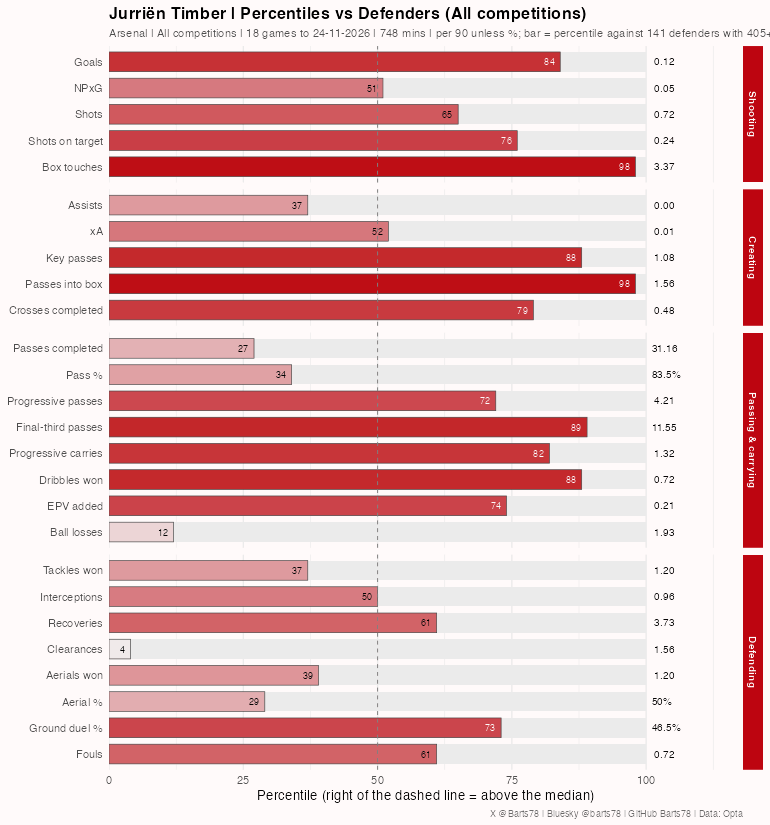 Jurriën Timber | Percentiles vs Defenders (All competitions)
Arsenal | All competitions | 18 games to 24-11-2026 | 748 mins | per 90 unless %; bar = percentile against 141 defenders with 405+
Goals 84 0.12
NPxG 51 0.05
Shots 65 0.72
Shots on target 76 0.24
Box touches 98 3.37
Shooting
Assists 37 0.00
xA 52 0.01
Key passes 88 1.08
Passes into box 98 1.56
Crosses completed 79 0.48
Creating
Passes completed 27 31.16
Pass % 34 83.5%
Progressive passes 72 4.21
Final-third passes 89 11.55
Progressive carries 82 1.32
Dribbles won 88 0.72
EPV added 74 0.21
Ball losses 12 1.93
Passing & carrying
Tackles won 37 1.20
Interceptions 50 0.96
Recoveries 61 3.73
Clearances 4 1.56
Aerials won 39 1.20
Aerial % 29 50%
Ground duel % 73 46.5%
Fouls 61 0.72
Defending
0 25 50 75 100
Percentile (right of the dashed line = above the median)
X @Barts78 | Bluesky @barts78 | GitHub Barts78 | Data: Opta